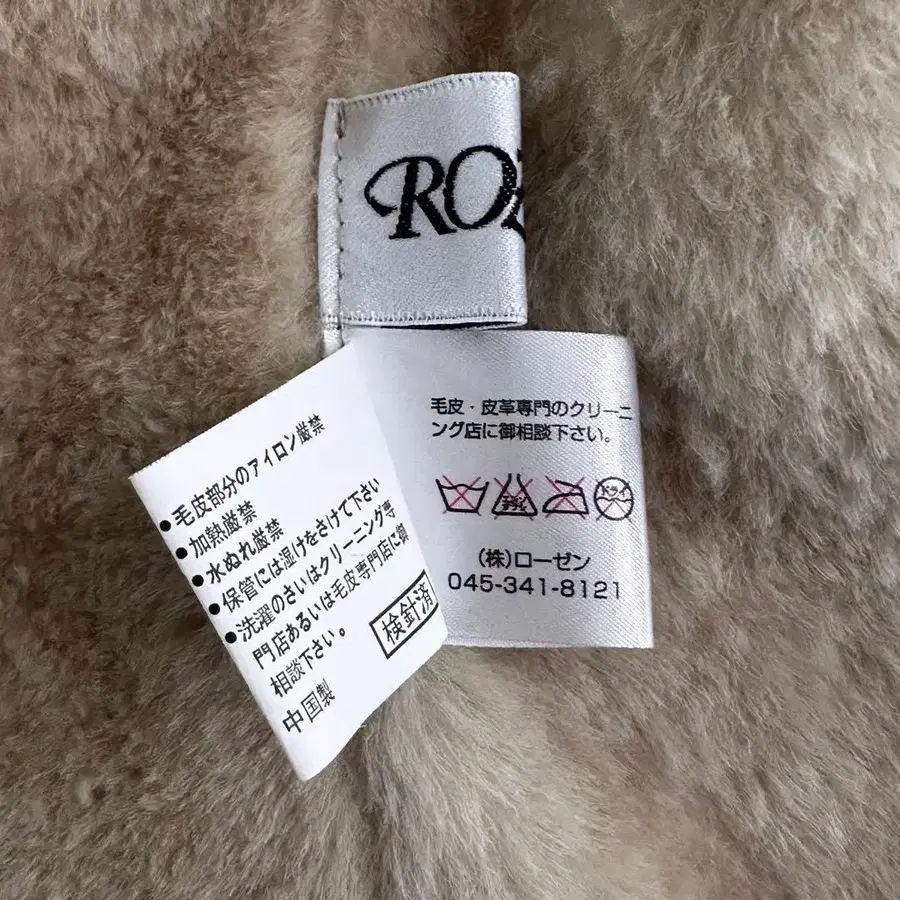 毛皮・皮革専門のクリーニ
ング店に御相談下さい。
ドライ
(株)ローゼン
045-341-8121
• 毛皮部分のアイロン厳禁
• 加熱厳禁
• 水ぬれ厳禁
• 保管には湿けをさけて下さい
• 洗濯のさいはクリーニング専
門店あるいは毛皮専門店に御
相談下さい。
検針済
中国製